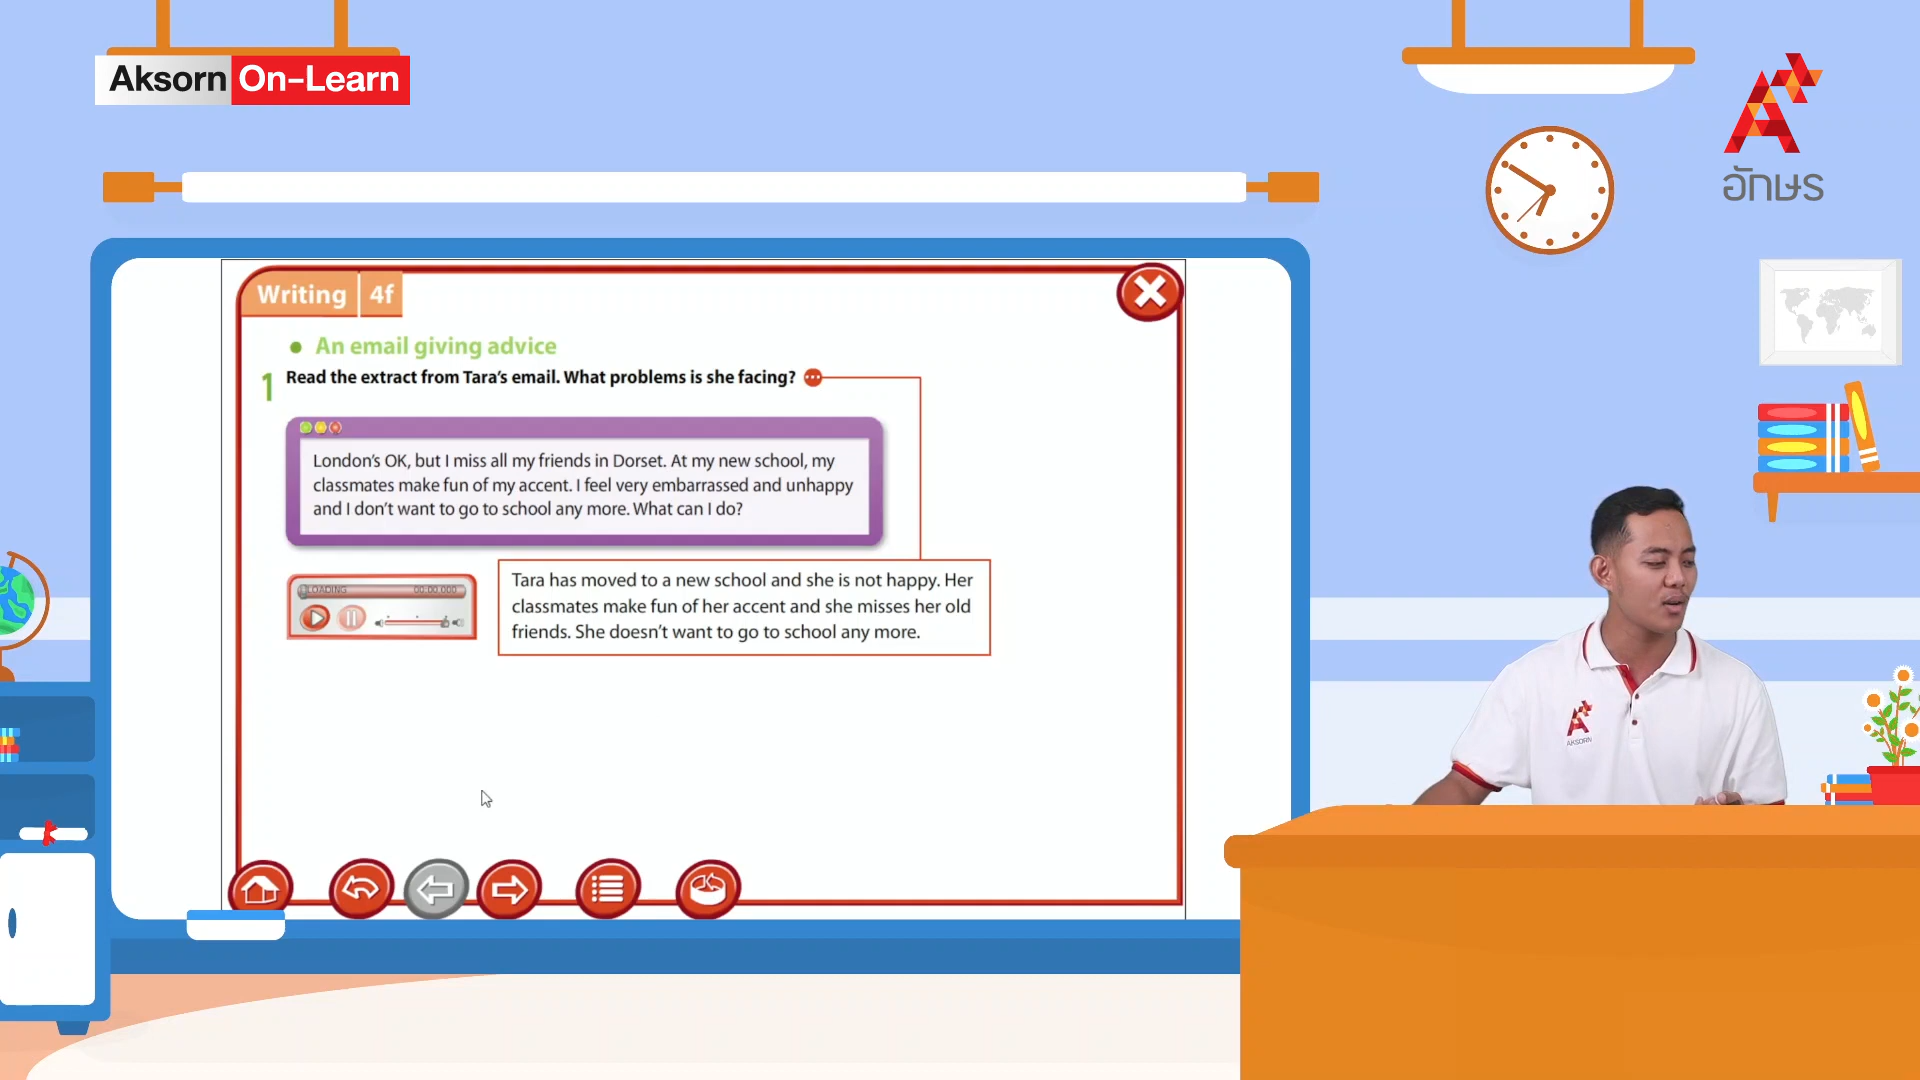 Aksorn On-Learn
อักษร
Writing 4f
An email giving advice
1 Read the extract from Tara's email. What problems is she facing?
London's OK, but I miss all my friends in Dorset. At my new school, my
classmates make fun of my accent. I feel very embarrassed and unhappy
and I don't want to go to school any more. What can I do?
LOADING 00:00.000
Tara has moved to a new school and she is not happy. Her
classmates make fun of her accent and she misses her old
friends. She doesn't want to go to school any more.
AKSORN